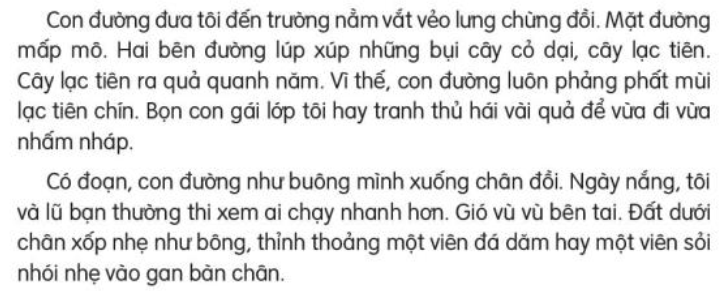 Con đường đưa tôi đến trường nằm vắt vẻo lưng chừng đồi. Mặt đường
mấp mô. Hai bên đường lúp xúp những bụi cây cỏ dại, cây lạc tiên.
Cây lạc tiên ra quả quanh năm. Vì thế, con đường luôn phảng phất mùi
lạc tiên chín. Bọn con gái lớp tôi hay tranh thủ hái vài quả để vừa đi vừa
nhấm nháp.
Có đoạn, con đường như buông mình xuống chân đồi. Ngày nắng, tôi
và lũ bạn thường thi xem ai chạy nhanh hơn. Gió vù vù bên tai. Đất dưới
chân xốp nhẹ như bông, thỉnh thoảng một viên đá dăm hay một viên sỏi
nhói nhẹ vào gan bàn chân.